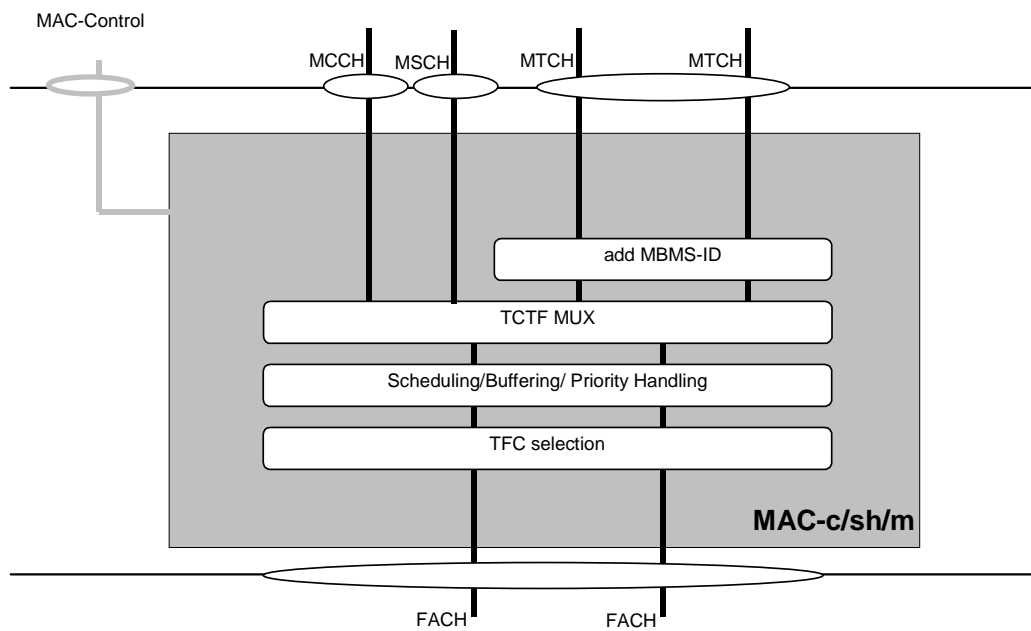 MAC-Control
MCCH
MSCH
MTCH
MTCH
add MBMS-ID
TCTF MUX
Scheduling/Buffering/ Priority Handling
TFC selection
MAC-c/sh/m
FACH
FACH